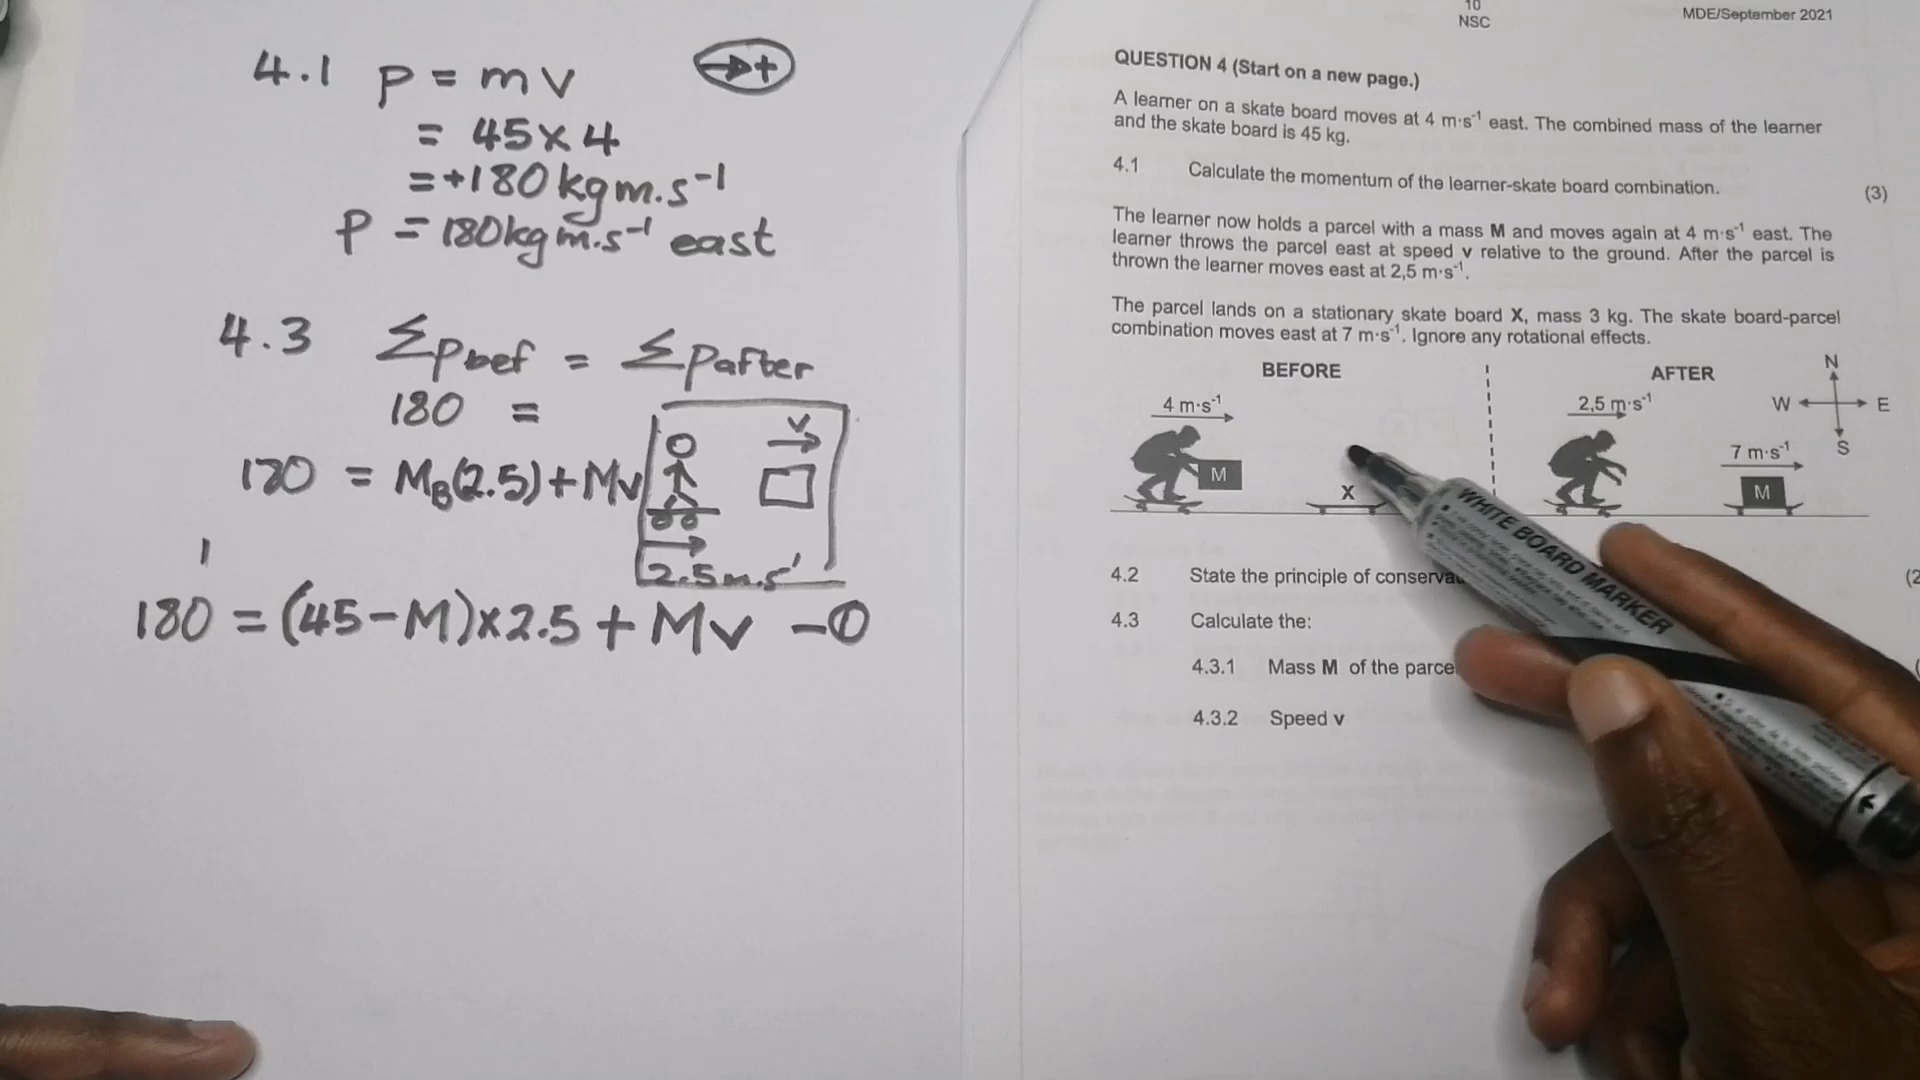 4.1 p = mv →+
= 45×4
= +180 kgm.s⁻¹
p = 180kgm.s⁻¹ east
4.3 Σpbef = Σpafter
180 =
180 = MB(2.5)+Mv
v
2.5m.s⁻¹
180 = (45-M)×2.5 + Mv -①
10
NSC
MDE/September 2021
QUESTION 4 (Start on a new page.)
A learner on a skate board moves at 4 m·s⁻¹ east. The combined mass of the learner
and the skate board is 45 kg.
4.1 Calculate the momentum of the learner-skate board combination. (3)
The learner now holds a parcel with a mass M and moves again at 4 m·s⁻¹ east. The
learner throws the parcel east at speed v relative to the ground. After the parcel is
thrown the learner moves east at 2,5 m·s⁻¹.
The parcel lands on a stationary skate board X, mass 3 kg. The skate board-parcel
combination moves east at 7 m·s⁻¹. Ignore any rotational effects.
BEFORE AFTER
N
W E
S
4 m·s⁻¹
M
X
2,5 m·s⁻¹
7 m·s⁻¹
M
4.2 State the principle of (2
4.3 Calculate the:
4.3.1 Mass M of the
4.3.2 Speed v
WHITE BOARD MARKER